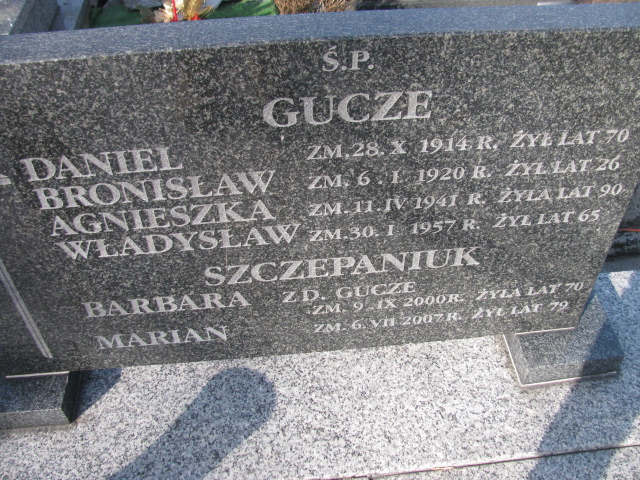 Ś.P.
GUCZE
DANIEL ZM. 28. X 1914 R. ŻYŁ LAT 70
BRONISŁAW ZM. 6. I 1920 R. ŻYŁ LAT 26
AGNIESZKA ZM. 11. IV 1941 R. ŻYŁA LAT 90
WŁADYSŁAW ZM. 30. I 1957 R. ŻYŁ LAT 65
SZCZEPANIUK
BARBARA ZD. GUCZE
ZM. 9. IX 2000 R. ŻYŁA LAT 70
MARIAN ZM. 6. VII 2007 R. ŻYŁ LAT 79